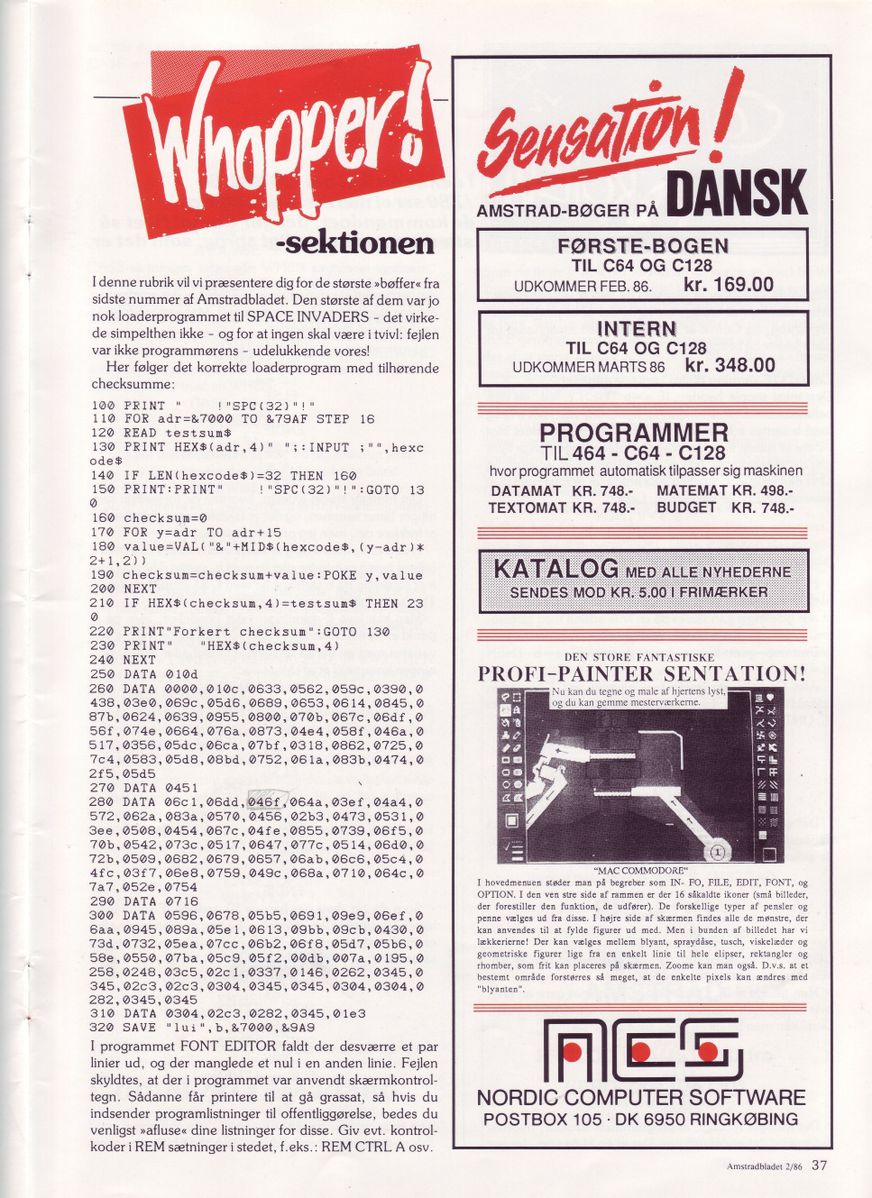 Whopper!
-sektionen
I denne rubrik vil vi præsentere dig for de største »bøffer« fra
sidste nummer af Amstradbladet. Den største af dem var jo
nok loaderprogrammet til SPACE INVADERS – det virke-
de simpelthen ikke – og for at ingen skal være i tvivl: fejlen
var ikke programmørens – udelukkende vores!
Her følger det korrekte loaderprogram med tilhørende
checksumme:
100 PRINT "     !"SPC(32)"!"
110 FOR adr=&7000 TO &79AF STEP 16
120 READ testsum$
130 PRINT HEX$(adr,4)" ";:INPUT ;"",hexc
ode$
140 IF LEN(hexcode$)=32 THEN 160
150 PRINT:PRINT"     !"SPC(32)"!":GOTO 13
0
160 checksum=0
170 FOR y=adr TO adr+15
180 value=VAL("&"+MID$(hexcode$,(y-adr)*
2+1,2))
190 checksum=checksum+value:POKE y,value
200 NEXT
210 IF HEX$(checksum,4)=testsum$ THEN 23
0
220 PRINT"Forkert checksum":GOTO 130
230 PRINT"   "HEX$(checksum,4)
240 NEXT
250 DATA 010d
260 DATA 0000,010c,0633,0562,059c,0390,0
438,03e0,069c,05d6,0689,0653,0614,0845,0
87b,0624,0639,0955,0800,070b,067c,06df,0
56f,074e,0664,076a,0873,04e4,058f,046a,0
517,0356,05dc,06ca,07bf,0318,0862,0725,0
7c4,0583,05d8,08bd,0752,061a,083b,0474,0
2f5,05d5
270 DATA 0451
280 DATA 06c1,06dd,046f,064a,03ef,04a4,0
572,062a,083a,0570,0456,02b3,0473,0531,0
3ee,0508,0454,067c,04fe,0855,0739,06f5,0
70b,0542,073c,0517,0647,077c,0514,06d0,0
72b,0509,0682,0679,0657,06ab,06c6,05c4,0
4fc,03f7,06e8,0759,049c,068a,0710,064c,0
7a7,052e,0754
290 DATA 0716
300 DATA 0596,0678,05b5,0691,09e9,06ef,0
6aa,0945,089a,05e1,0613,09bb,09cb,0430,0
73d,0732,05ea,07cc,06b2,06f8,05d7,05b6,0
58e,0550,07ba,05c9,05f2,00db,007a,0195,0
258,0248,03c5,02c1,0337,0146,0262,0345,0
345,02c3,02c3,0304,0345,0345,0304,0304,0
282,0345,0345
310 DATA 0304,02c3,0282,0345,01e3
320 SAVE "lui",b,&7000,&9A9
I programmet FONT EDITOR faldt der desværre et par
linier ud, og der manglede et nul i en anden linie. Fejlen
skyldtes, at der i programmet var anvendt skærmkontrol-
tegn. Sådanne får printere til at gå grassat, så hvis du
indsender programlistninger til offentliggørelse, bedes du
venligst »afluse« dine listninger for disse. Giv evt. kontrol-
koder i REM sætninger i stedet, f.eks.: REM CTRL A osv.
Sensation!
AMSTRAD-BØGER PÅ DANSK
FØRSTE-BOGEN
TIL C64 OG C128
UDKOMMER FEB. 86. kr. 169.00
INTERN
TIL C64 OG C128
UDKOMMER MARTS 86 kr. 348.00
PROGRAMMER
TIL 464 - C64 - C128
hvor programmet automatisk tilpasser sig maskinen
DATAMAT KR. 748.- MATEMAT KR. 498.-
TEXTOMAT KR. 748.- BUDGET KR. 748.-
KATALOG MED ALLE NYHEDERNE
SENDES MOD KR. 5.00 I FRIMÆRKER
DEN STORE FANTASTISKE
PROFI-PAINTER SENTATION!
Nu kan du tegne og male af hjertens lyst,
og du kan gemme mesterværkerne.
1
"MAC COMMODORE"
I hovedmenuen støder man på begreber som IN- FO, FILE, EDIT, FONT, og
OPTION. I den ven stre side af rammen er der 16 såkaldte ikoner (små billeder,
der forestiller den funktion, de udfører). De forskellige typer af pensler og
penne vælges ud fra disse. I højre side af skærmen findes alle de mønstre, der
kan anvendes til at fylde figurer ud med. Men i bunden af billedet har vi
lækkerierne! Der kan vælges mellem blyant, spraydåse, tusch, viskelæder og
geometriske figurer lige fra en enkelt linie til hele elipser, rektangler og
rhomber, som frit kan placeres på skærmen. Zoome kan man også. D.v.s. at et
bestemt område forstørres så meget, at de enkelte pixels kan ændres med
"blyanten".
NCS
NORDIC COMPUTER SOFTWARE
POSTBOX 105 · DK 6950 RINGKØBING
Amstradbladet 2/86 37